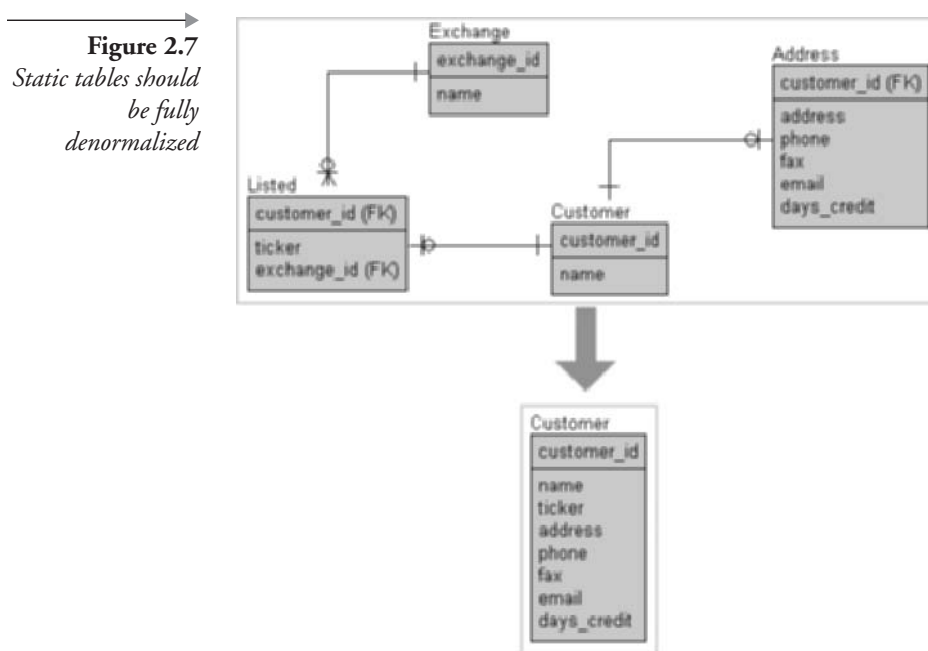 Figure 2.7
Static tables should
be fully
denormalized
Exchange
exchange_id
name
Address
customer_id (FK)
address
phone
fax
email
days_credit
Listed
customer_id (FK)
ticker
exchange_id (FK)
Customer
customer_id
name
Customer
customer_id
name
ticker
address
phone
fax
email
days_credit